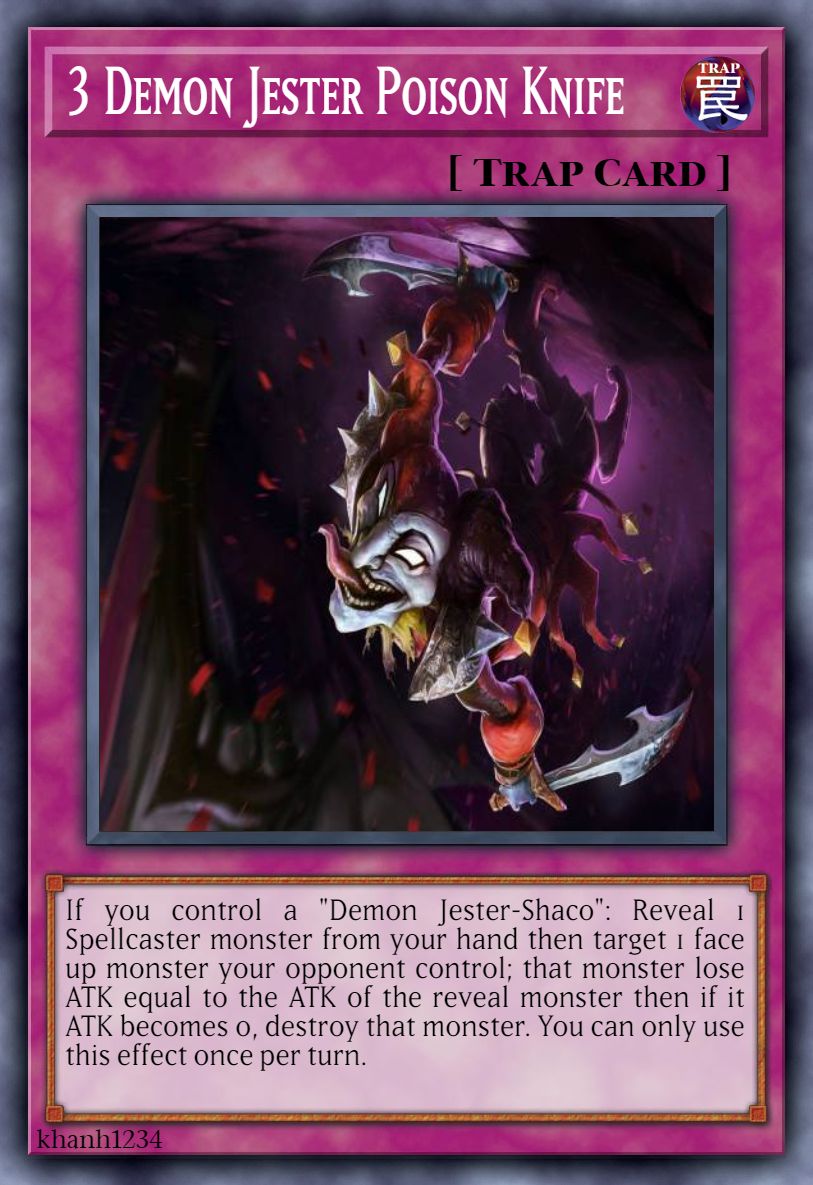 3 Demon Jester Poison Knife
TRAP
罠
[ Trap Card ]
If you control a "Demon Jester-Shaco": Reveal 1
Spellcaster monster from your hand then target 1 face
up monster your opponent control; that monster lose
ATK equal to the ATK of the reveal monster then if it
ATK becomes 0, destroy that monster. You can only use
this effect once per turn.
khanh1234